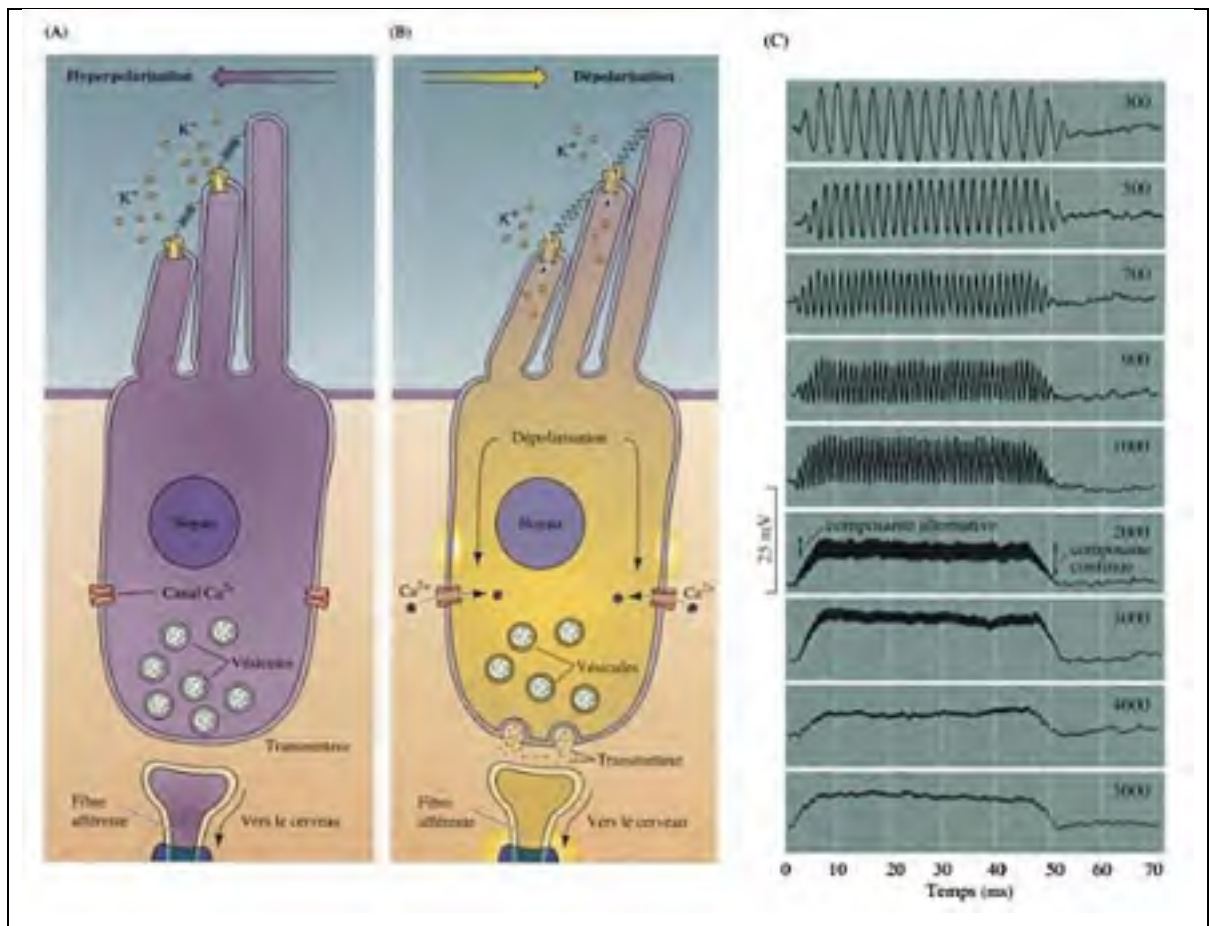 (A)
Hyperpolarisation
K⁺
K⁺
Noyau
Canal Ca²⁺
Vésicules
Transmetteur
Fibre
afférente
Vers le cerveau
(B)
Dépolarisation
K⁺
K⁺
Dépolarisation
Noyau
Ca²⁺
Ca²⁺
Vésicules
Transmetteur
Fibre
afférente
Vers le cerveau
(C)
300
500
700
900
1000
2000
composante alternative
composante
continue
25 mV
3000
4000
5000
0 10 20 30 40 50 60 70
Temps (ms)